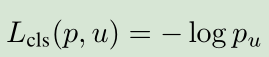 L_cls(p, u) = − log p_u